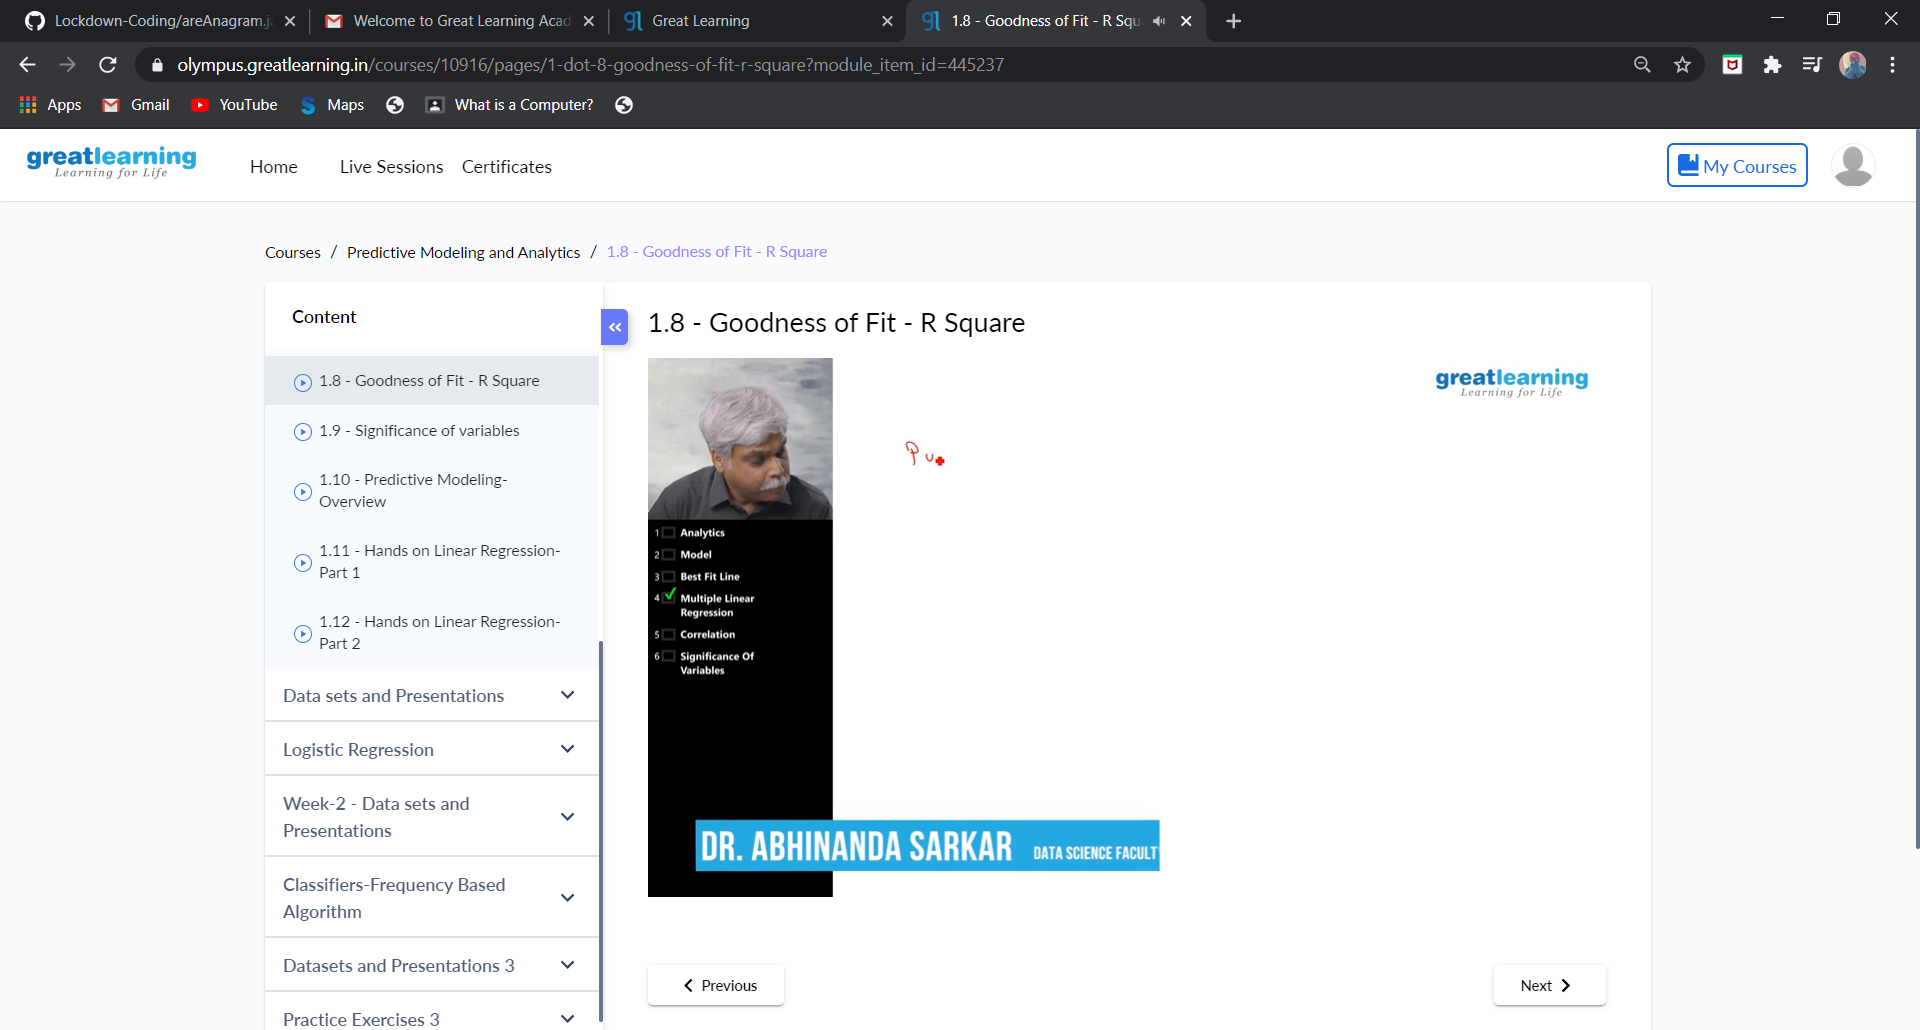 Lockdown-Coding/areAnagram.ja
Welcome to Great Learning Acad
Great Learning
1.8 - Goodness of Fit - R Squ
olympus.greatlearning.in/courses/10916/pages/1-dot-8-goodness-of-fit-r-square?module_item_id=445237
Apps
Gmail
YouTube
Maps
What is a Computer?
greatlearning
Learning for Life
Home
Live Sessions
Certificates
My Courses
Courses / Predictive Modeling and Analytics / 1.8 - Goodness of Fit - R Square
Content
1.8 - Goodness of Fit - R Square
1.9 - Significance of variables
1.10 - Predictive Modeling-
Overview
1.11 - Hands on Linear Regression-
Part 1
1.12 - Hands on Linear Regression-
Part 2
Data sets and Presentations
Logistic Regression
Week-2 - Data sets and
Presentations
Classifiers-Frequency Based
Algorithm
Datasets and Presentations 3
Practice Exercises 3
1.8 - Goodness of Fit - R Square
greatlearning
Learning for Life
Pu
1 Analytics
2 Model
3 Best Fit Line
4 Multiple Linear
Regression
5 Correlation
6 Significance Of
Variables
DR. ABHINANDA SARKAR DATA SCIENCE FACULTY
Previous
Next